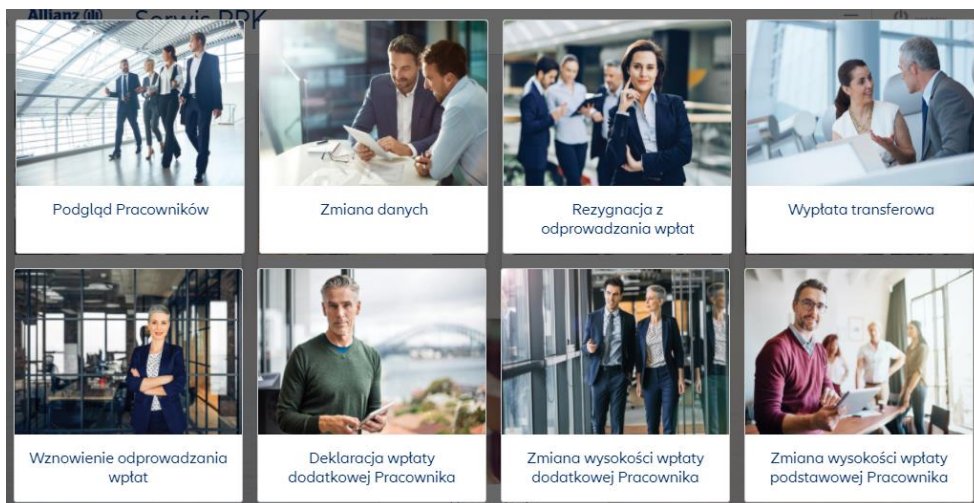 Allianz
Serwis PPK
Podgląd Pracowników
Zmiana danych
Rezygnacja z
odprowadzania wpłat
Wypłata transferowa
Wznowienie odprowadzania
wpłat
Deklaracja wpłaty
dodatkowej Pracownika
Zmiana wysokości wpłaty
dodatkowej Pracownika
Zmiana wysokości wpłaty
podstawowej Pracownika